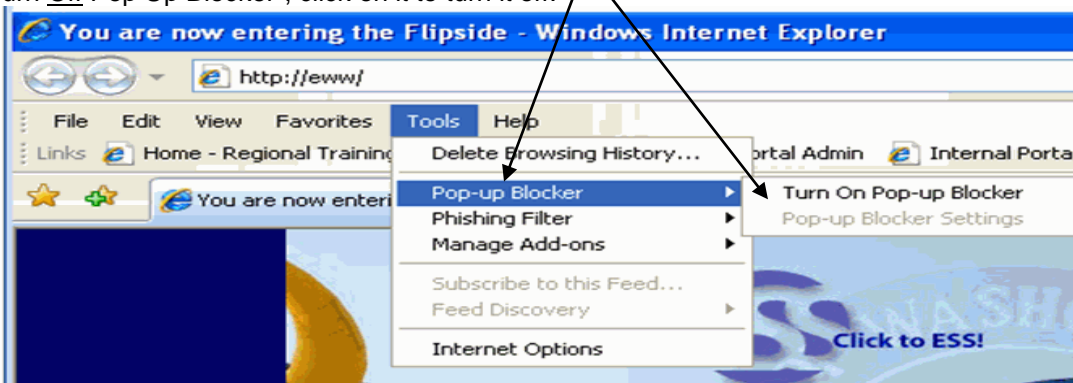 Pop Up Blocker", click on it to turn it
You are now entering the Flipside - Windows Internet Explorer
http://eww/
File Edit View Favorites Tools Help
Links Home - Regional Training ortal Admin Internal Porta
You are now enteri
Delete Browsing History...
Pop-up Blocker
Turn On Pop-up Blocker
Phishing Filter
Pop-up Blocker Settings
Manage Add-ons
Subscribe to this Feed...
Feed Discovery
Internet Options
SS WASH
Click to ESS!